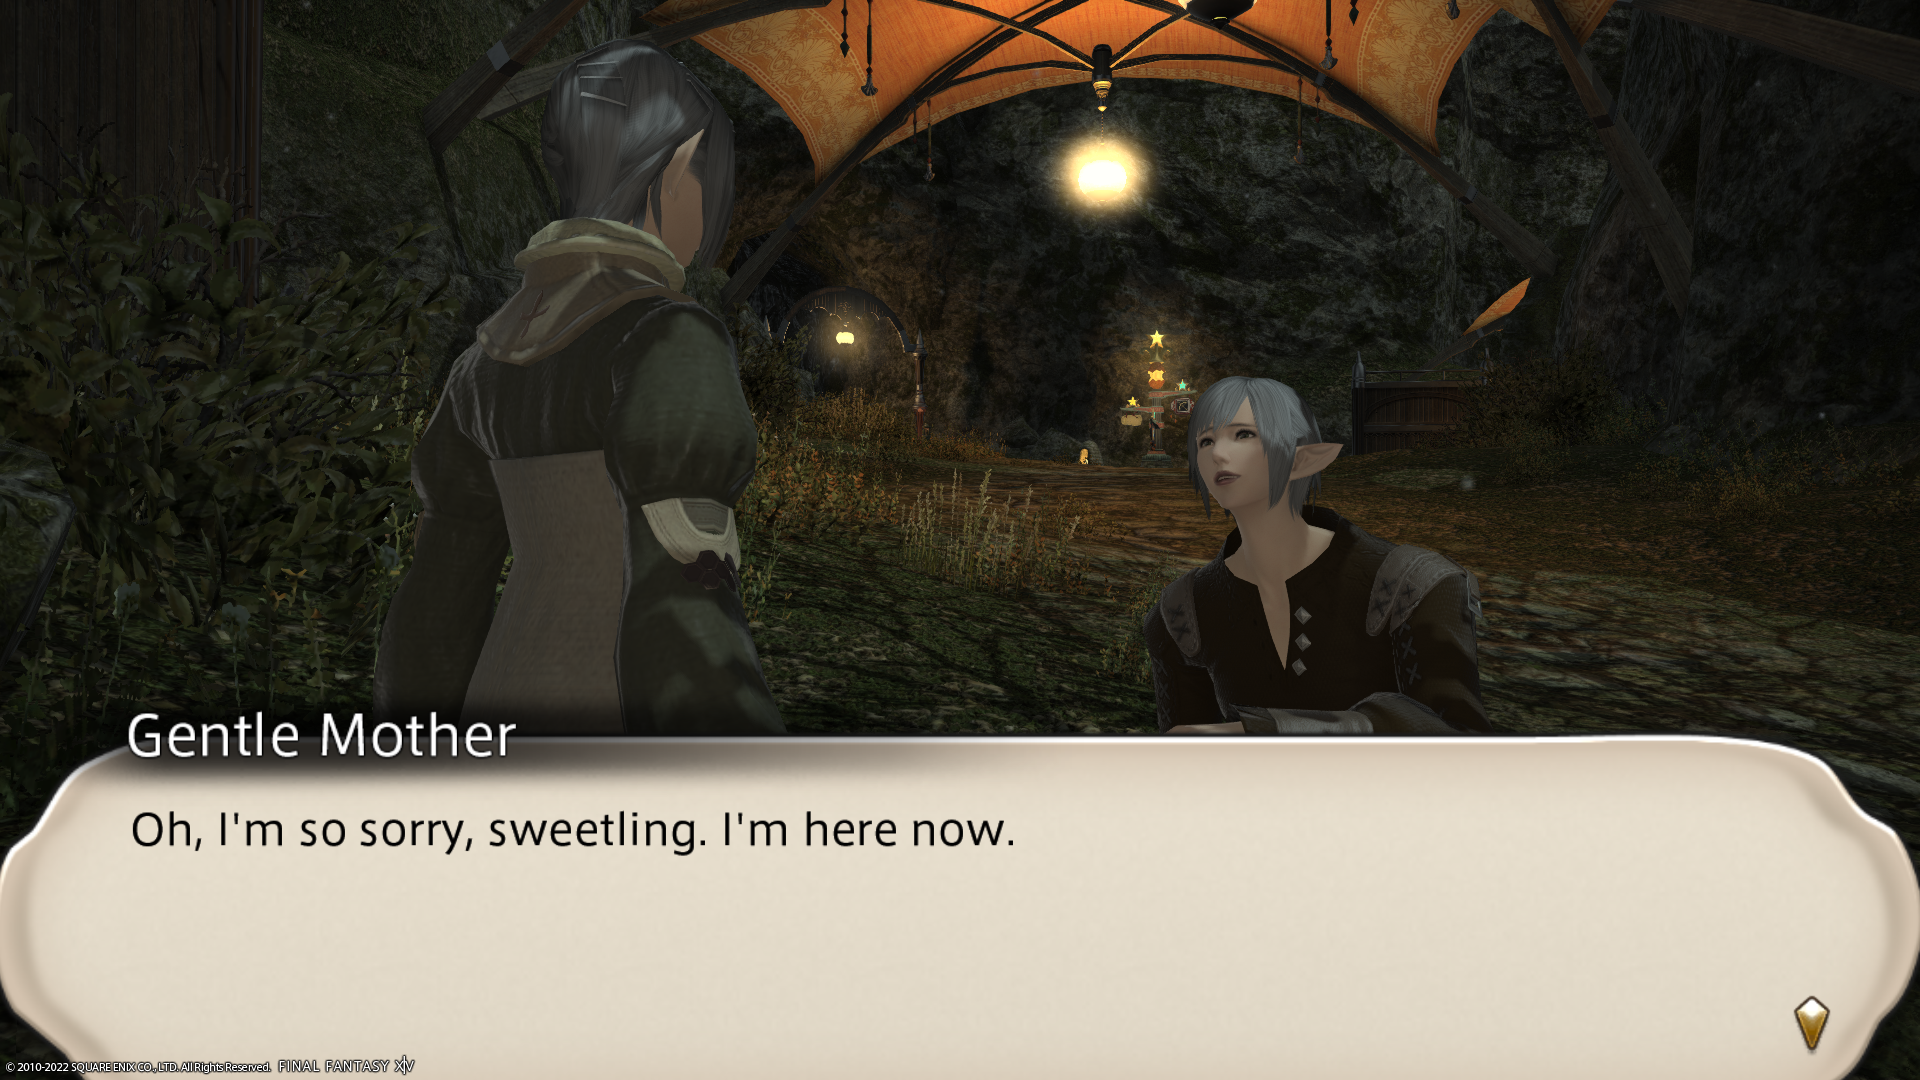 Gentle Mother
Oh, I'm so sorry, sweetling. I'm here now.
© 2010-2022 SQUARE ENIX CO., LTD. All Rights Reserved. FINAL FANTASY XIV